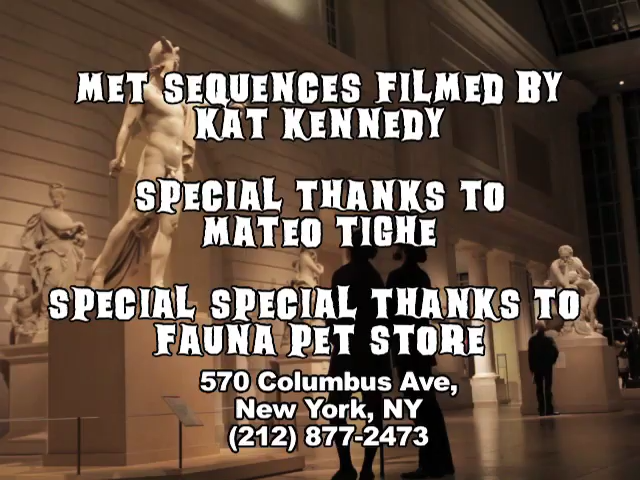 MET SEQUENCES FILMED BY
KAT KENNEDY
SPECIAL THANKS TO
MATEO TIGHE
SPECIAL SPECIAL THANKS TO
FAUNA PET STORE
570 Columbus Ave,
New York, NY
(212) 877-2473